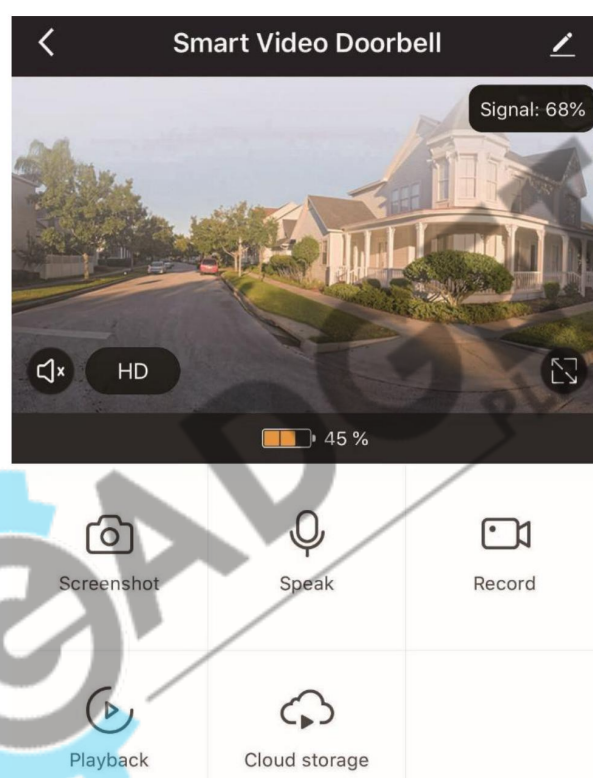 Smart Video Doorbell
Signal: 68%
HD
45 %
Screenshot
Speak
Record
Playback
Cloud storage